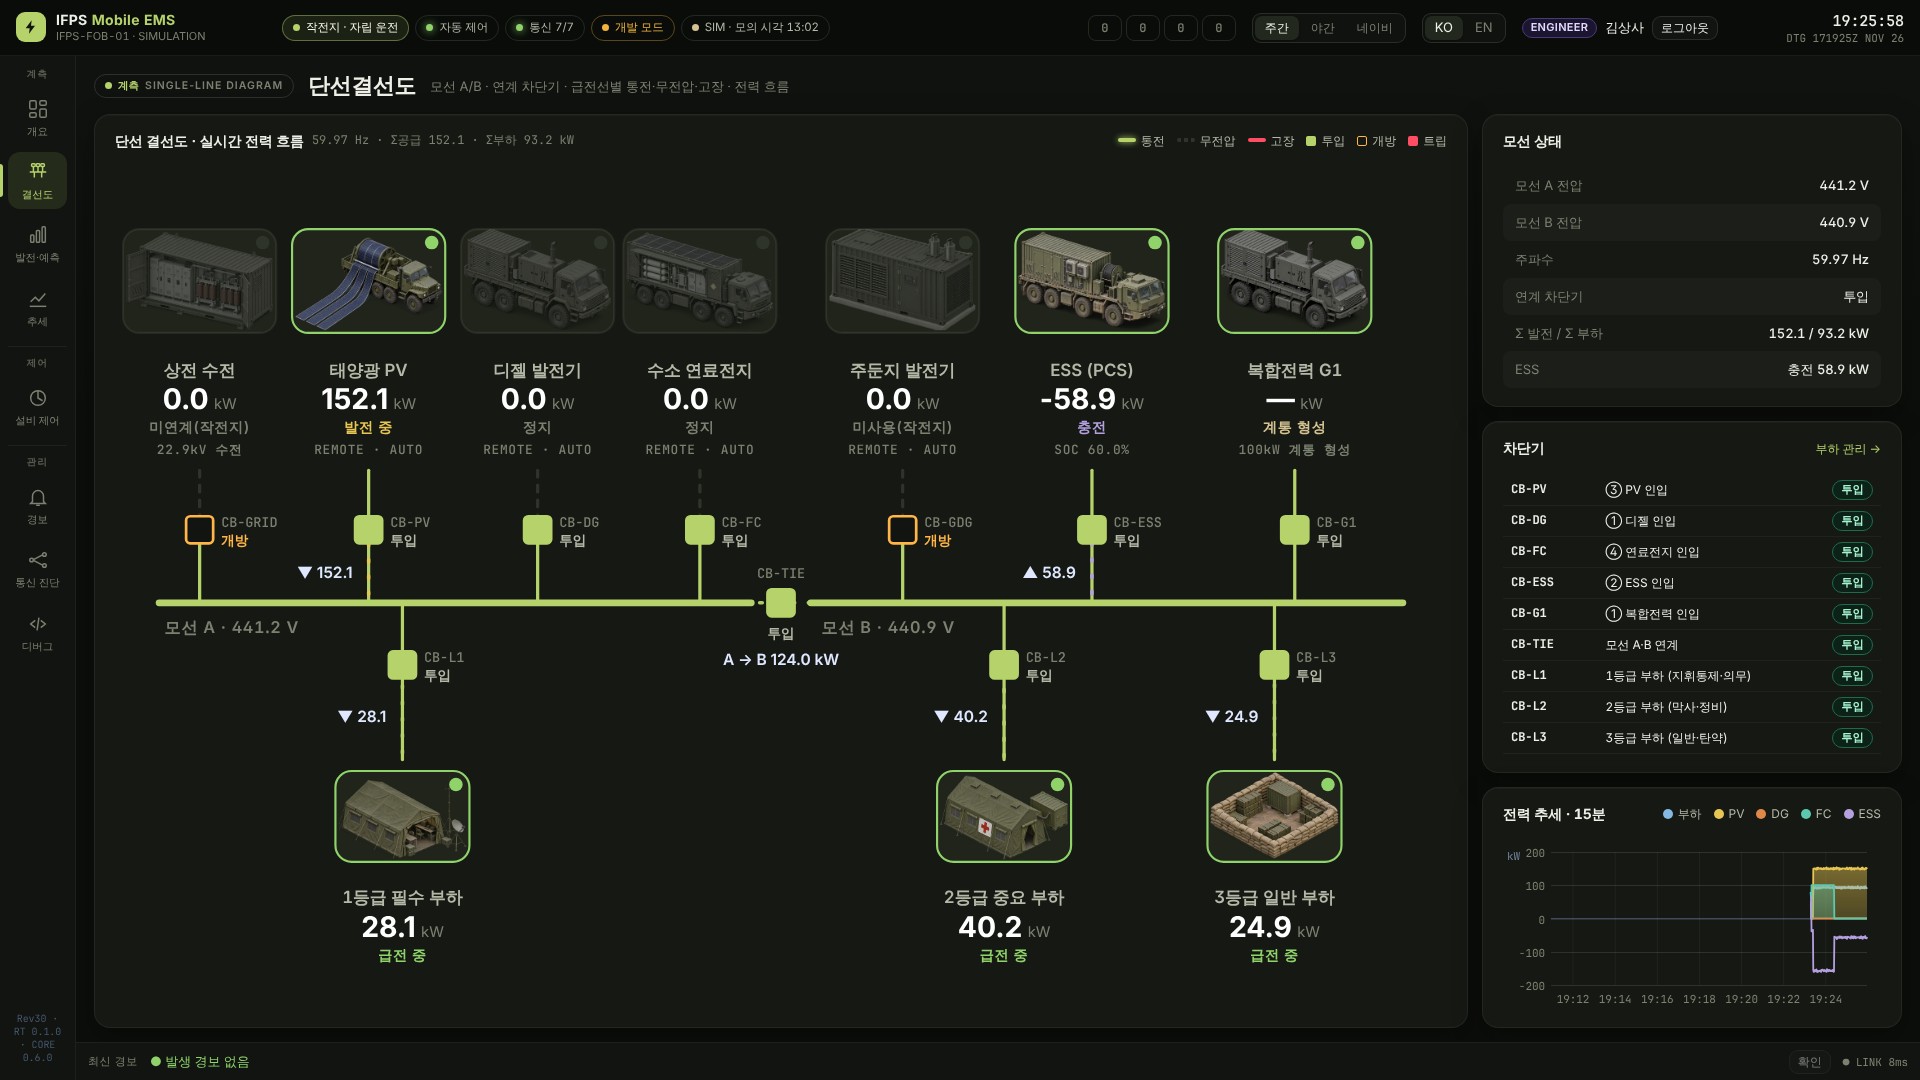 IFPS Mobile EMS
IFPS-FOB-01 · SIMULATION
작전지 · 자립 운전
자동 제어
통신 7/7
개발 모드
SIM · 모의 시각 13:02
0 0 0 0
주간 야간 네이비
KO EN
ENGINEER 김상사 로그아웃
19:25:58
DTG 171925Z NOV 26
계측
개요
결선도
발전·예측
추세
제어
설비 제어
관리
경보
통신 진단
디버그
Rev30 ·
RT 0.1.0
· CORE
0.6.0
계측 SINGLE-LINE DIAGRAM
단선결선도
모선 A/B · 연계 차단기 · 급전선별 통전·무전압·고장 · 전력 흐름
단선 결선도 · 실시간 전력 흐름
59.97 Hz · Σ공급 152.1 · Σ부하 93.2 kW
통전 무전압 고장 투입 개방 트립
상전 수전
0.0 kW
미연계(작전지)
22.9kV 수전
태양광 PV
152.1 kW
발전 중
REMOTE · AUTO
디젤 발전기
0.0 kW
정지
REMOTE · AUTO
수소 연료전지
0.0 kW
정지
REMOTE · AUTO
주둔지 발전기
0.0 kW
미사용(작전지)
REMOTE · AUTO
ESS (PCS)
-58.9 kW
충전
SOC 60.0%
복합전력 G1
— kW
계통 형성
100kW 계통 형성
CB-GRID
개방
CB-PV
투입
CB-DG
투입
CB-FC
투입
CB-GDG
개방
CB-ESS
투입
CB-G1
투입
▼ 152.1
▲ 58.9
CB-TIE
투입
A → B 124.0 kW
모선 A · 441.2 V
모선 B · 440.9 V
CB-L1
투입
CB-L2
투입
CB-L3
투입
▼ 28.1
▼ 40.2
▼ 24.9
1등급 필수 부하
28.1 kW
급전 중
2등급 중요 부하
40.2 kW
급전 중
3등급 일반 부하
24.9 kW
급전 중
모선 상태
모선 A 전압 441.2 V
모선 B 전압 440.9 V
주파수 59.97 Hz
연계 차단기 투입
Σ 발전 / Σ 부하 152.1 / 93.2 kW
ESS 충전 58.9 kW
차단기 부하 관리 →
CB-PV ③ PV 인입 투입
CB-DG ① 디젤 인입 투입
CB-FC ④ 연료전지 인입 투입
CB-ESS ② ESS 인입 투입
CB-G1 ① 복합전력 인입 투입
CB-TIE 모선 A·B 연계 투입
CB-L1 1등급 부하 (지휘통제·의무) 투입
CB-L2 2등급 부하 (막사·정비) 투입
CB-L3 3등급 부하 (일반·탄약) 투입
전력 추세 · 15분
부하 PV DG FC ESS
kW 200
100
0
-100
-200
19:12 19:14 19:16 19:18 19:20 19:22 19:24
최신 경보 발생 경보 없음
확인 LINK 8ms